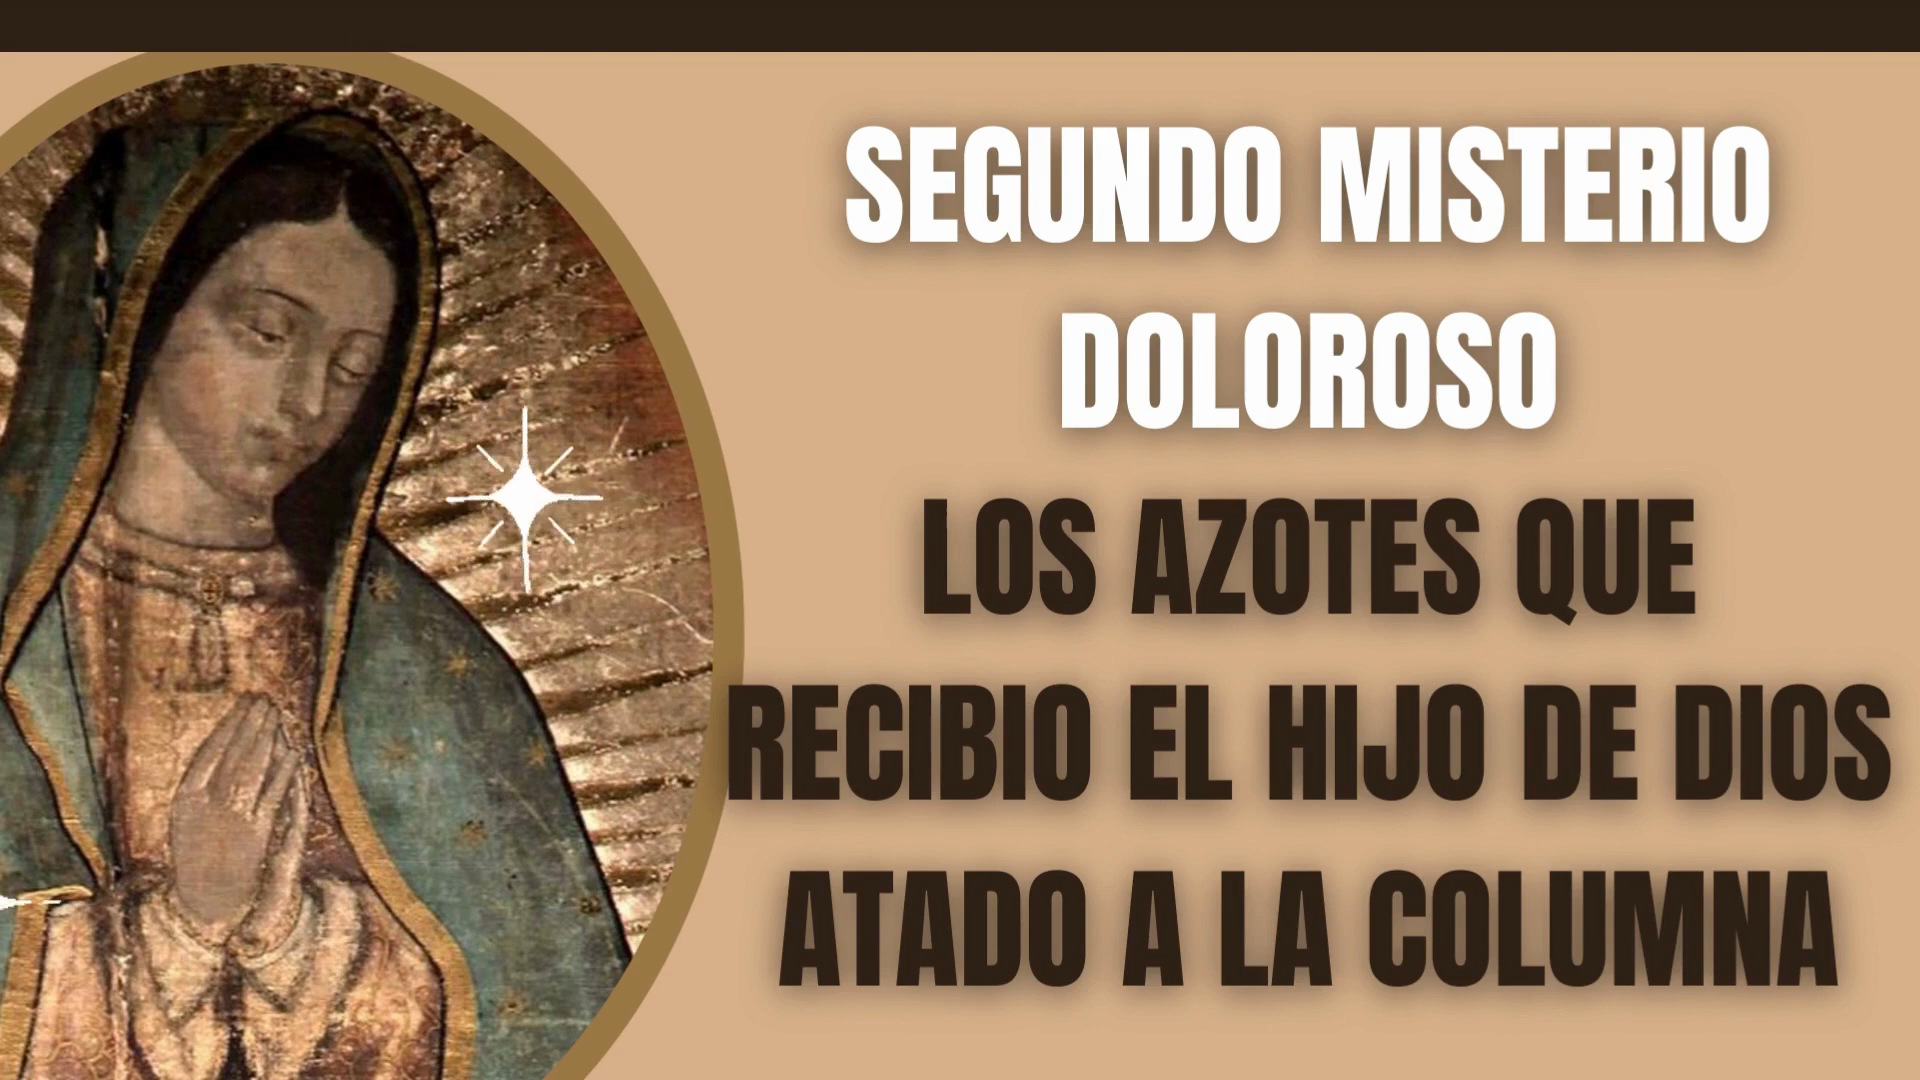 SEGUNDO MISTERIO
DOLOROSO
LOS AZOTES QUE
RECIBIO EL HIJO DE DIOS
ATADO A LA COLUMNA